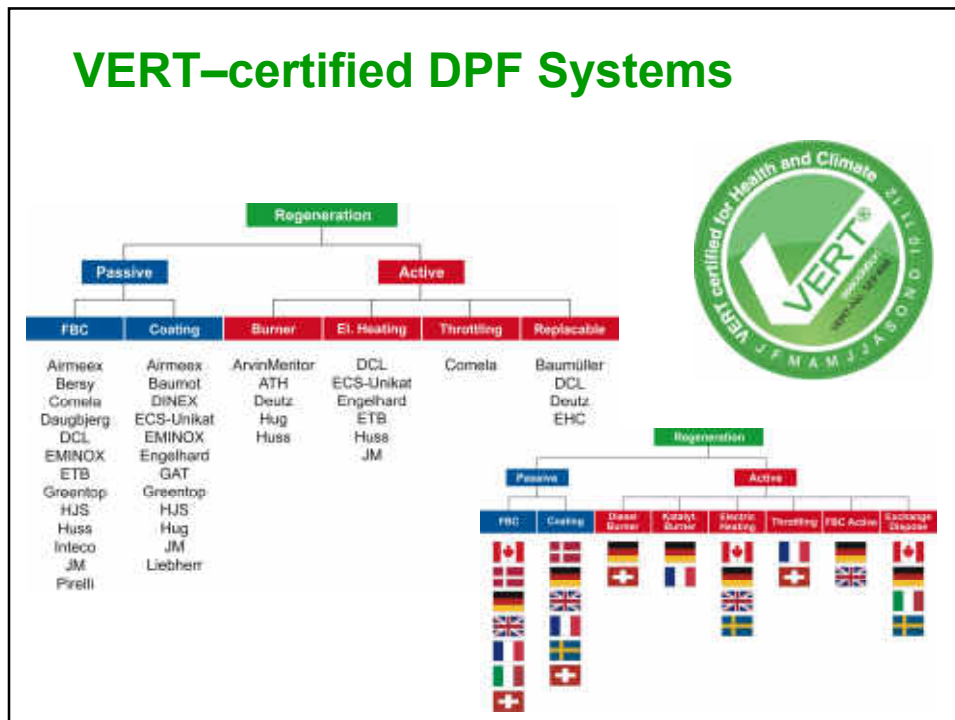 VERT–certified DPF Systems
VERT certified for Health and Climate
VERT®
J F M A M J J A S O N D 10 11 12
Regeneration
Passive Active
FBC Coating Burner El. Heating Throttling Replacable
Airmeex Airmeex ArvinMeritor DCL Comela Baumüller
Bersy Baumot ATH ECS-Unikat DCL
Comela DINEX Deutz Engelhard Deutz
Daugbjerg ECS-Unikat Hug ETB EHC
DCL EMINOX Huss Huss
EMINOX Engelhard JM
ETB GAT
Greentop Greentop
HJS HJS
Huss Hug
Inteco JM
JM Liebherr
Pirelli
Regeneration
Passive Active
FBC Coating Diesel Burner Katalyt. Burner Electric Heating Throttling FBC Active Exchange Dispose